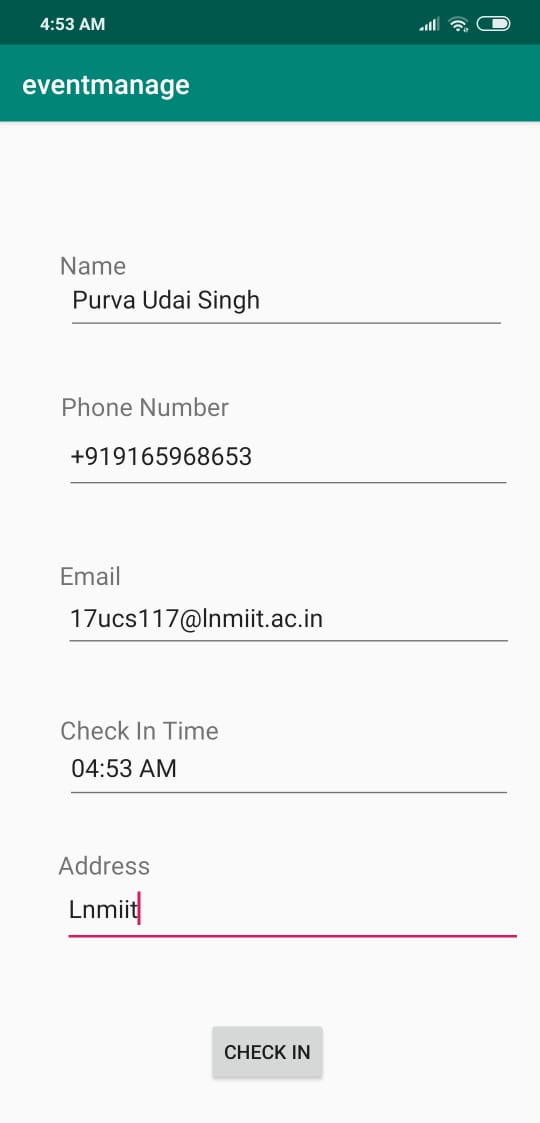 4:53 AM
eventmanage
Name
Purva Udai Singh
Phone Number
+919165968653
Email
17ucs117@lnmiit.ac.in
Check In Time
04:53 AM
Address
Lnmiit
CHECK IN